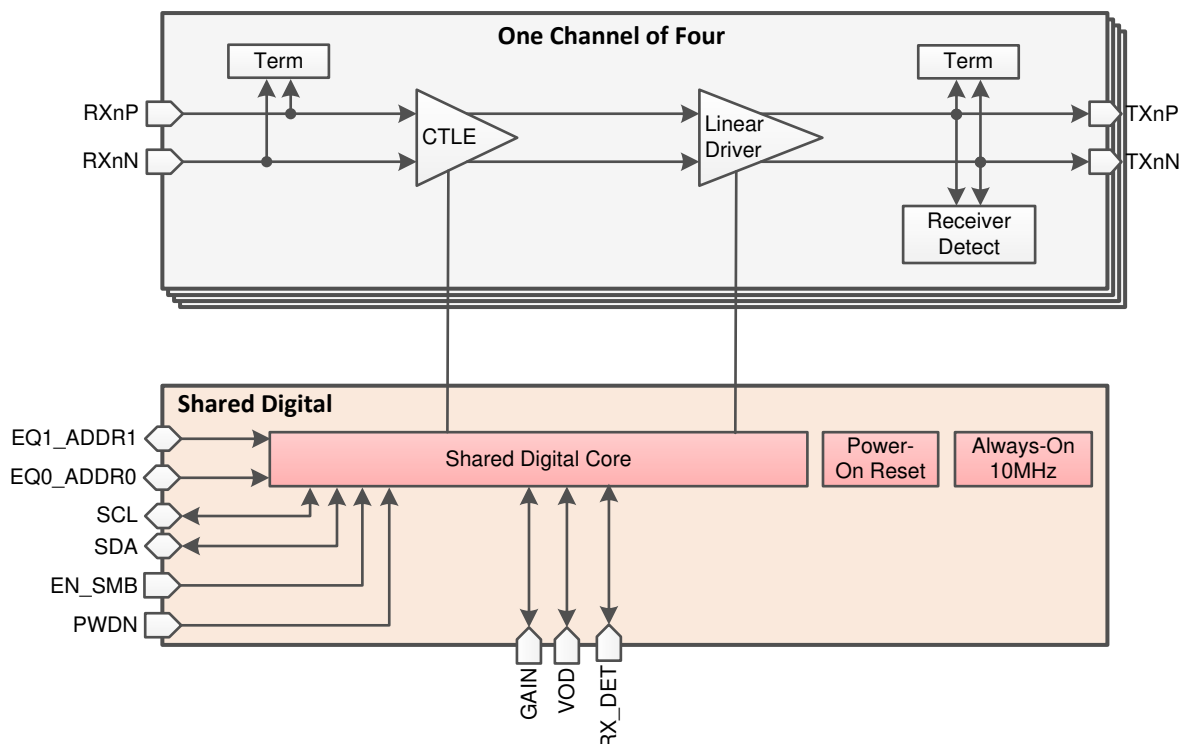 One Channel of Four
Term
Term
RXnP
TXnP
CTLE
Linear
Driver
RXnN
TXnN
Receiver
Detect
Shared Digital
EQ1_ADDR1
Shared Digital Core
Power-
On Reset
Always-On
10MHz
EQ0_ADDR0
SCL
SDA
EN_SMB
PWDN
GAIN
VOD
RX_DET